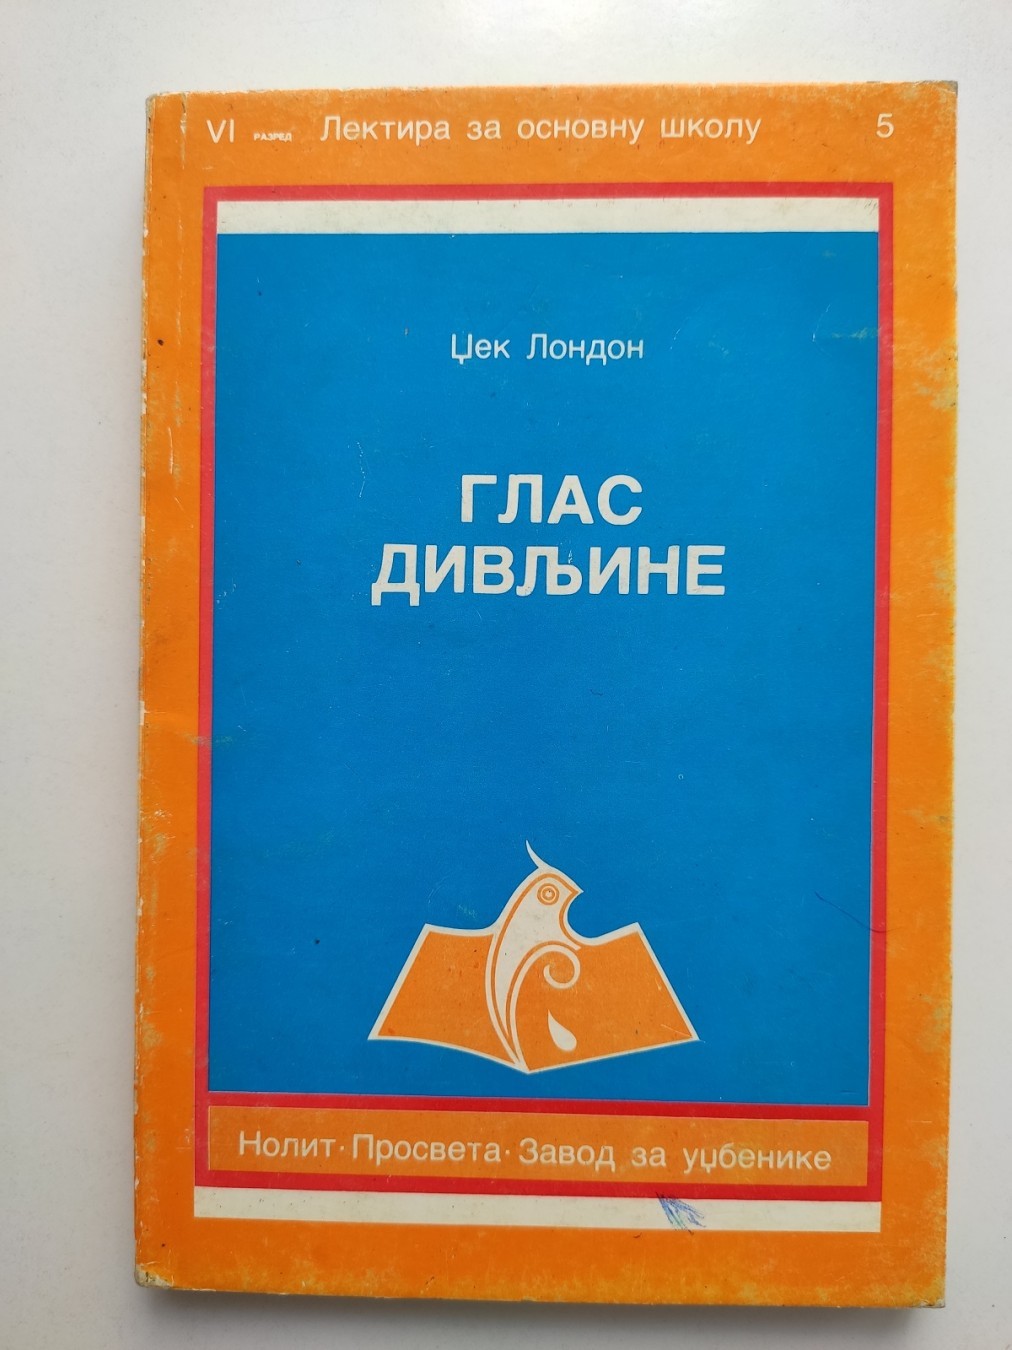 VI РАЗРЕД Лектира за основну школу 5
Џек Лондон
ГЛАС
ДИВЉИНЕ
Нолит · Просвета · Завод за уџбенике